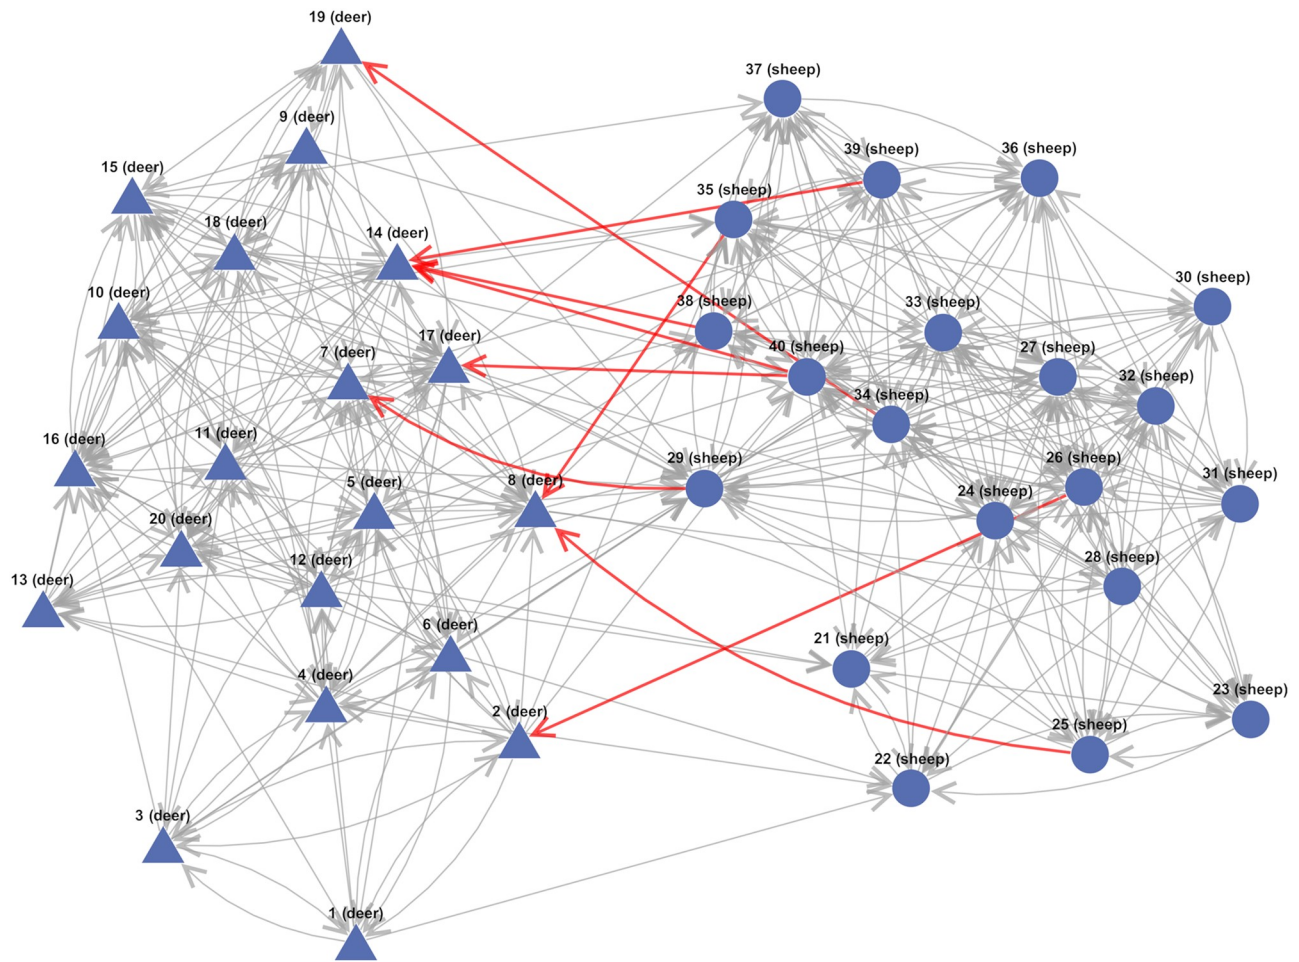 19 (deer)
37 (sheep)
9 (deer)
39 (sheep)
36 (sheep)
15 (deer)
35 (sheep)
18 (deer)
14 (deer)
30 (sheep)
10 (deer)
38 (sheep)
33 (sheep)
17 (deer)
7 (deer)
40 (sheep)
27 (sheep)
32 (sheep)
34 (sheep)
11 (deer)
16 (deer)
29 (sheep)
26 (sheep)
31 (sheep)
5 (deer)
8 (deer)
24 (sheep)
20 (deer)
12 (deer)
28 (sheep)
13 (deer)
6 (deer)
21 (sheep)
4 (deer)
23 (sheep)
2 (deer)
25 (sheep)
22 (sheep)
3 (deer)
1 (deer)